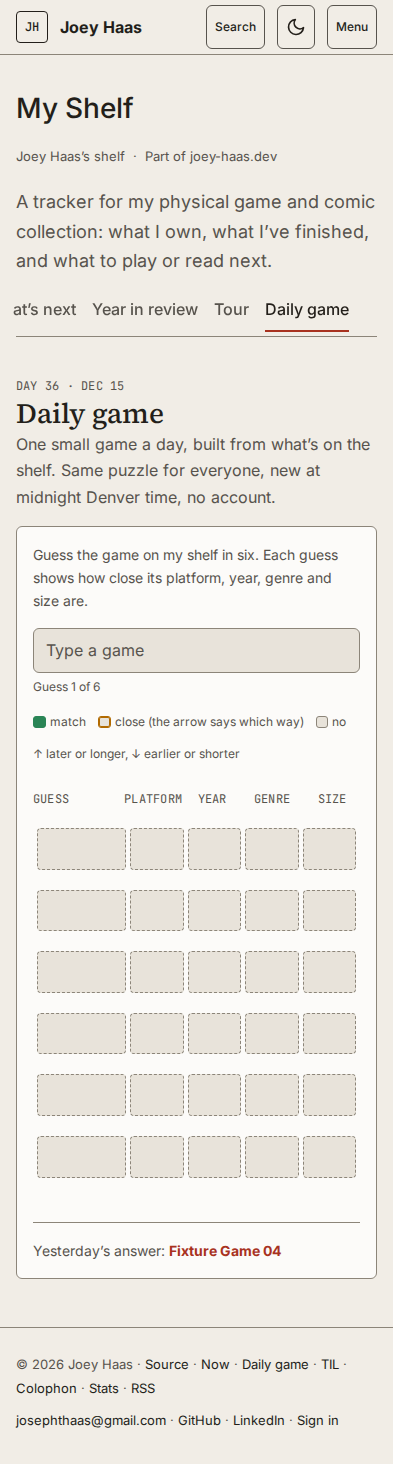 JH Joey Haas Search Menu
My Shelf
Joey Haas’s shelf · Part of joey-haas.dev
A tracker for my physical game and comic
collection: what I own, what I’ve finished,
and what to play or read next.
at’s next Year in review Tour Daily game
DAY 36 · DEC 15
Daily game
One small game a day, built from what’s on the
shelf. Same puzzle for everyone, new at
midnight Denver time, no account.
Guess the game on my shelf in six. Each guess
shows how close its platform, year, genre and
size are.
Type a game
Guess 1 of 6
match close (the arrow says which way) no
↑ later or longer, ↓ earlier or shorter
GUESS PLATFORM YEAR GENRE SIZE
Yesterday’s answer: Fixture Game 04
© 2026 Joey Haas · Source · Now · Daily game · TIL ·
Colophon · Stats · RSS
josephthaas@gmail.com · GitHub · LinkedIn · Sign in